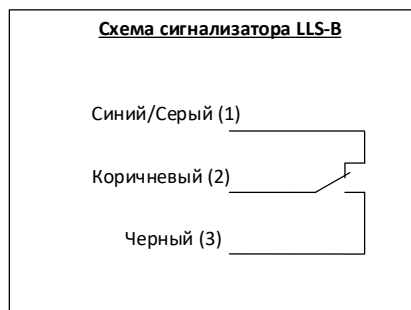 Схема сигнализатора LLS-B
Синий/Серый (1)
Коричневый (2)
Черный (3)